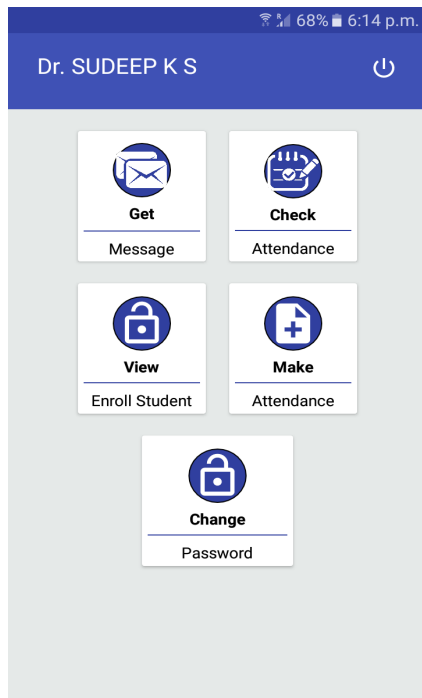 68% 6:14 p.m.
Dr. SUDEEP K S
Get
Message
Check
Attendance
View
Enroll Student
Make
Attendance
Change
Password